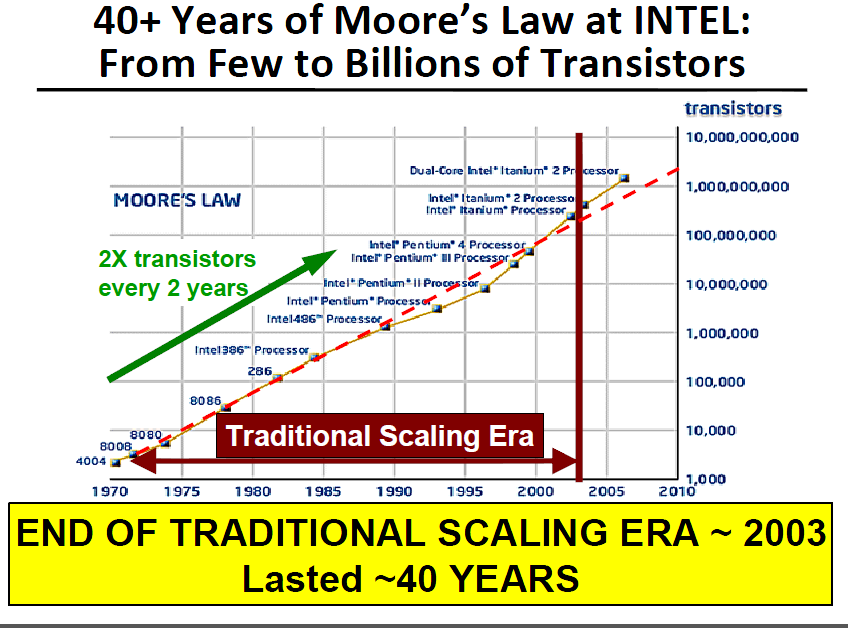 40+ Years of Moore's Law at INTEL:
From Few to Billions of Transistors
transistors
10,000,000,000
Dual-Core Intel® Itanium® 2 Processor
1,000,000,000
MOORE'S LAW
Intel® Itanium® 2 Processor
Intel® Itanium® Processor
100,000,000
Intel® Pentium® 4 Processor
2X transistors
every 2 years
Intel® Pentium® III Processor
10,000,000
Intel® Pentium® II Processor
Intel® Pentium® Processor
Intel486™ Processor
1,000,000
Intel386™ Processor
286
100,000
8086
Traditional Scaling Era
10,000
8080
8008
4004
1,000
1970 1975 1980 1985 1990 1995 2000 2005 2010
END OF TRADITIONAL SCALING ERA ~ 2003
Lasted ~40 YEARS